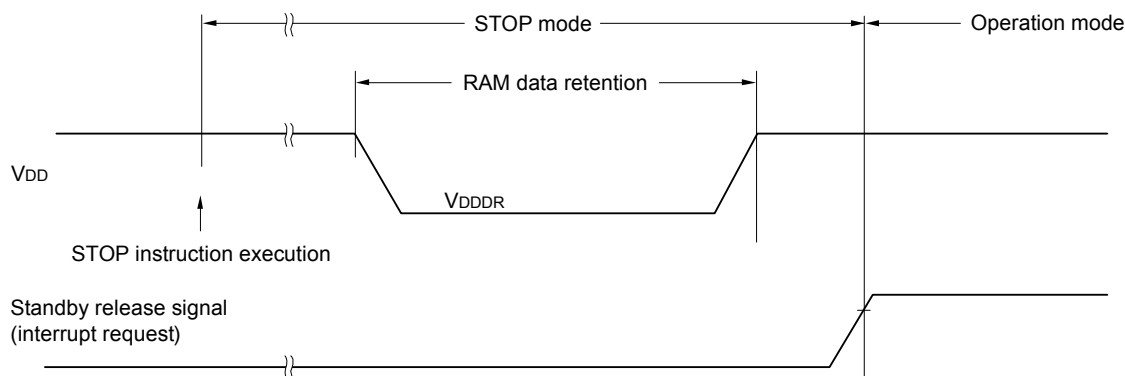 STOP mode
Operation mode
RAM data retention
VDD
VDDDR
STOP instruction execution
Standby release signal
(interrupt request)